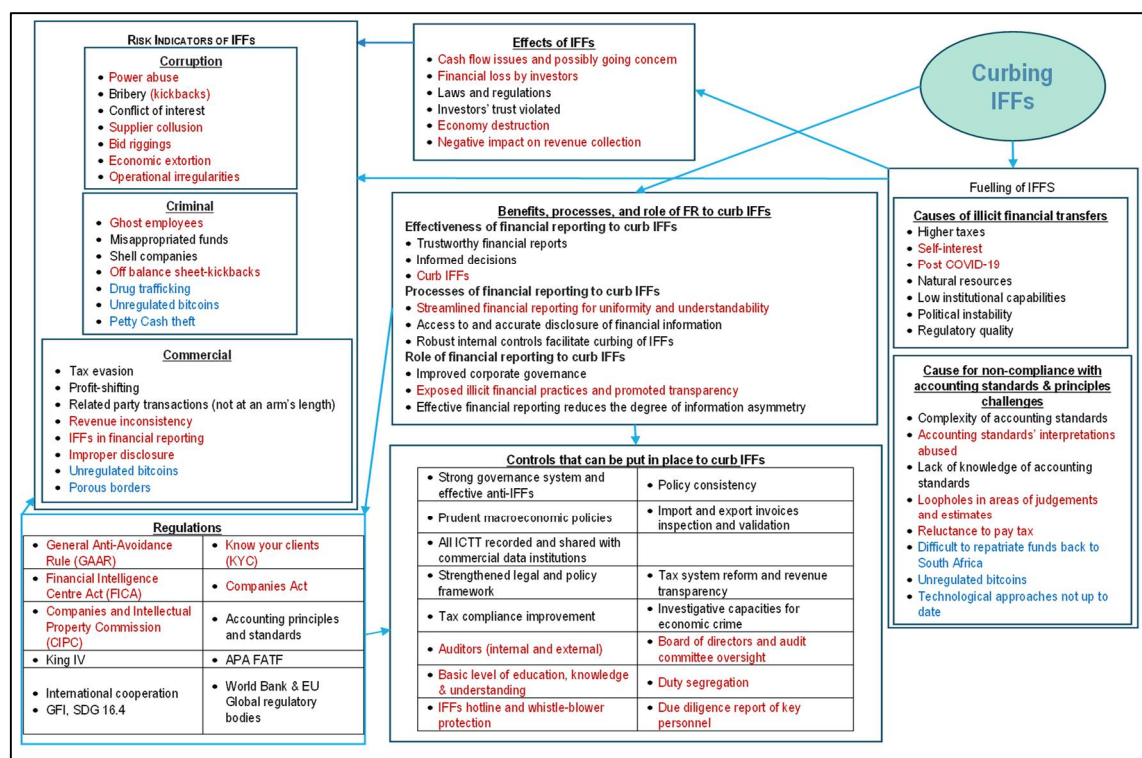 RISK INDICATORS OF IFFS
Corruption
• Power abuse
• Bribery (kickbacks)
• Conflict of interest
• Supplier collusion
• Bid riggings
• Economic extortion
• Operational irregularities
Criminal
• Ghost employees
• Misappropriated funds
• Shell companies
• Off balance sheet-kickbacks
• Drug trafficking
• Unregulated bitcoins
• Petty Cash theft
Commercial
• Tax evasion
• Profit-shifting
• Related party transactions (not at an arm's length)
• Revenue inconsistency
• IFFs in financial reporting
• Improper disclosure
• Unregulated bitcoins
• Porous borders
Regulations
• General Anti-Avoidance
Rule (GAAR)
• Know your clients
(KYC)
• Financial Intelligence
Centre Act (FICA)
• Companies Act
• Companies and Intellectual
Property Commission
(CIPC)
• Accounting principles
and standards
• King IV
• APA FATF
• International cooperation
• GFI, SDG 16.4
• World Bank & EU
Global regulatory
bodies
Effects of IFFs
• Cash flow issues and possibly going concern
• Financial loss by investors
• Laws and regulations
• Investors' trust violated
• Economy destruction
• Negative impact on revenue collection
Curbing
IFFs
Benefits, processes, and role of FR to curb IFFs
Effectiveness of financial reporting to curb IFFs
• Trustworthy financial reports
• Informed decisions
• Curb IFFs
Processes of financial reporting to curb IFFs
• Streamlined financial reporting for uniformity and understandability
• Access to and accurate disclosure of financial information
• Robust internal controls facilitate curbing of IFFs
Role of financial reporting to curb IFFs
• Improved corporate governance
• Exposed illicit financial practices and promoted transparency
• Effective financial reporting reduces the degree of information asymmetry
Controls that can be put in place to curb IFFs
• Strong governance system and
effective anti-IFFs
• Policy consistency
• Prudent macroeconomic policies
• Import and export invoices
inspection and validation
• All ICTT recorded and shared with
commercial data institutions
• Strengthened legal and policy
framework
• Tax system reform and revenue
transparency
• Tax compliance improvement
• Investigative capacities for
economic crime
• Auditors (internal and external)
• Board of directors and audit
committee oversight
• Basic level of education, knowledge
& understanding
• Duty segregation
• IFFs hotline and whistle-blower
protection
• Due diligence report of key
personnel
Fuelling of IFFS
Causes of illicit financial transfers
• Higher taxes
• Self-interest
• Post COVID-19
• Natural resources
• Low institutional capabilities
• Political instability
• Regulatory quality
Cause for non-compliance with
accounting standards & principles
challenges
• Complexity of accounting standards
• Accounting standards' interpretations
abused
• Lack of knowledge of accounting
standards
• Loopholes in areas of judgements
and estimates
• Reluctance to pay tax
• Difficult to repatriate funds back to
South Africa
• Unregulated bitcoins
• Technological approaches not up to
date